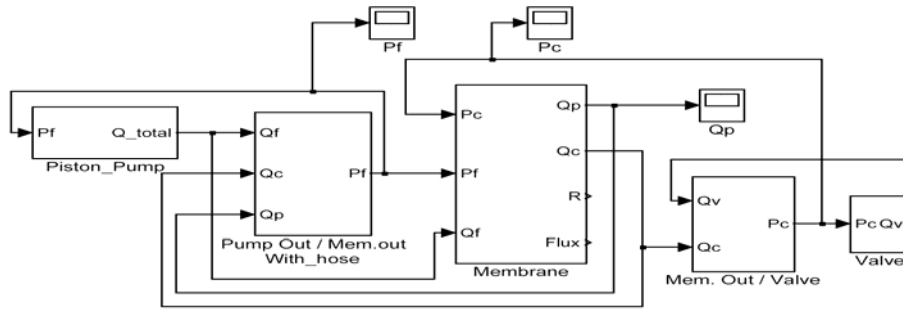 Pf
Pc
Qp
Pf Q_total
Piston_Pump
Qf
Qc
Qp
Pf
Pump Out / Mem.out
With_hose
Pc
Pf
Qf
Qp
Qc
R
Flux
Membrane
Qv
Qc
Pc
Mem. Out / Valve
Pc Qv
Valve